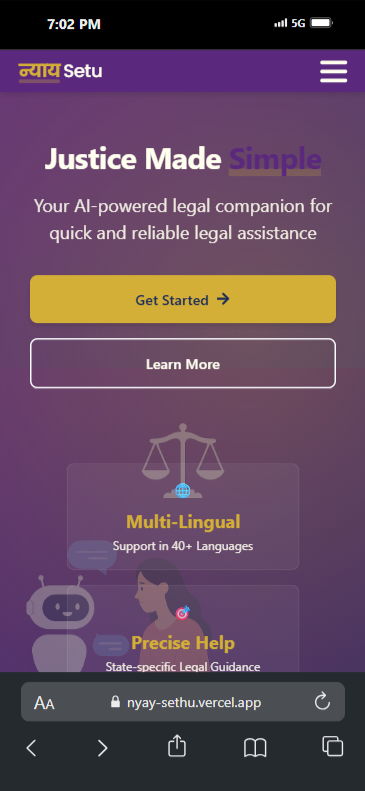 7:02 PM 5G
न्याय Setu
Justice Made Simple
Your AI-powered legal companion for
quick and reliable legal assistance
Get Started →
Learn More
Multi-Lingual
Support in 40+ Languages
Precise Help
State-specific Legal Guidance
AA nyay-sethu.vercel.app